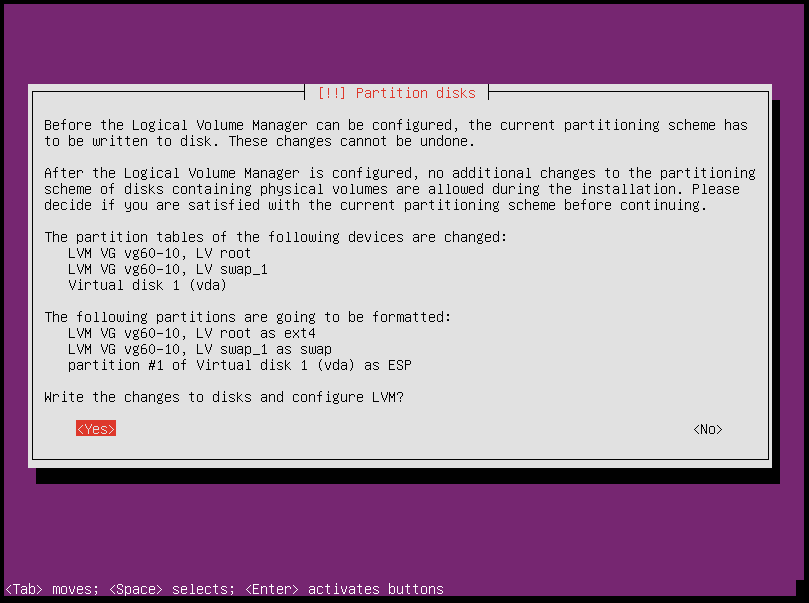 [!!] Partition disks
Before the Logical Volume Manager can be configured, the current partitioning scheme has
to be written to disk. These changes cannot be undone.
After the Logical Volume Manager is configured, no additional changes to the partitioning
scheme of disks containing physical volumes are allowed during the installation. Please
decide if you are satisfied with the current partitioning scheme before continuing.
The partition tables of the following devices are changed:
LVM VG vg60-10, LV root
LVM VG vg60-10, LV swap_1
Virtual disk 1 (vda)
The following partitions are going to be formatted:
LVM VG vg60-10, LV root as ext4
LVM VG vg60-10, LV swap_1 as swap
partition #1 of Virtual disk 1 (vda) as ESP
Write the changes to disks and configure LVM?
<Yes> <No>
<Tab> moves; <Space> selects; <Enter> activates buttons